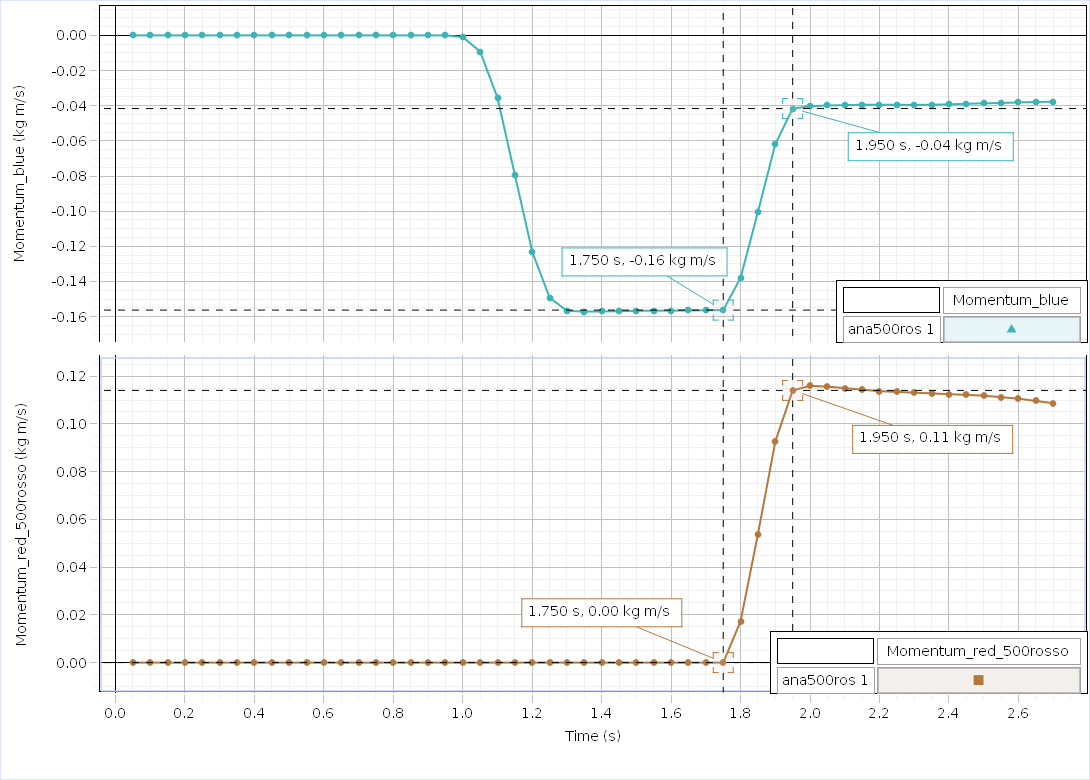 Momentum_blue (kg m/s)
0.00
-0.02
-0.04
-0.06
-0.08
-0.10
-0.12
-0.14
-0.16
1.950 s, -0.04 kg m/s
1.750 s, -0.16 kg m/s
Momentum_blue
ana500ros 1
Momentum_red_500rosso (kg m/s)
0.12
0.10
0.08
0.06
0.04
0.02
0.00
1.950 s, 0.11 kg m/s
1.750 s, 0.00 kg m/s
Momentum_red_500rosso
ana500ros 1
0.0 0.2 0.4 0.6 0.8 1.0 1.2 1.4 1.6 1.8 2.0 2.2 2.4 2.6
Time (s)